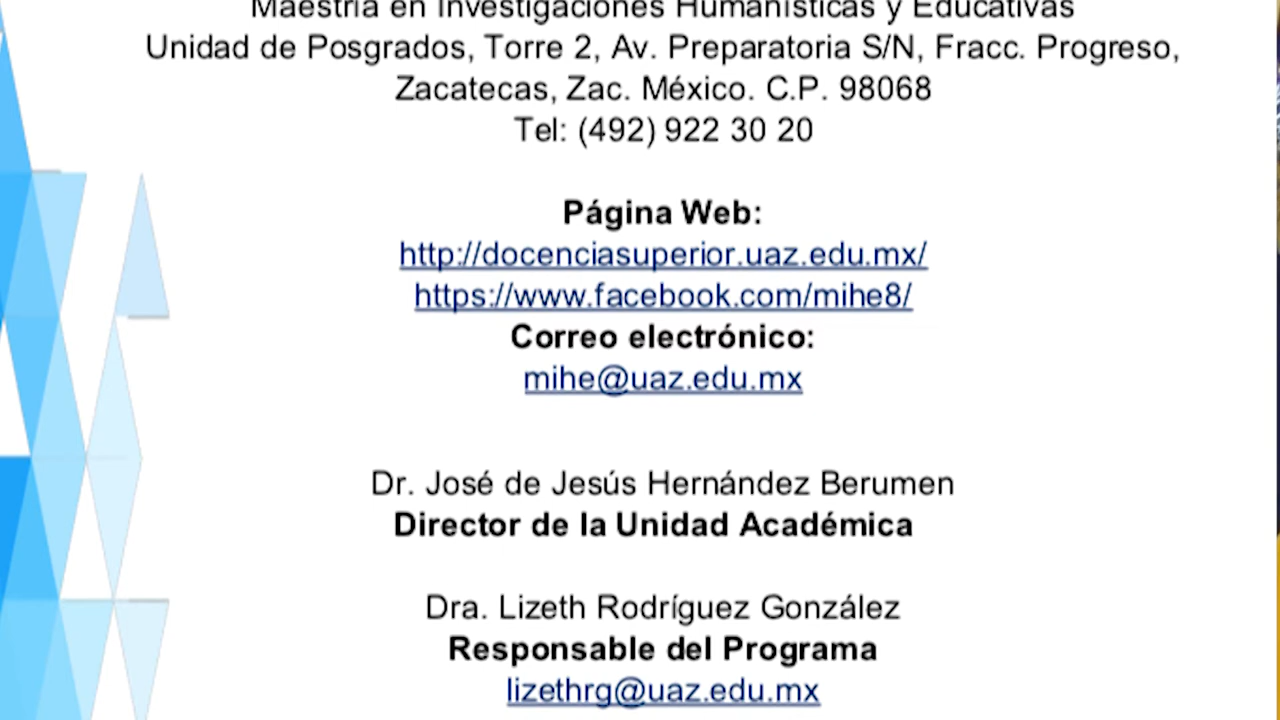 Maestría en Investigaciones Humanísticas y Educativas
Unidad de Posgrados, Torre 2, Av. Preparatoria S/N, Fracc. Progreso,
Zacatecas, Zac. México. C.P. 98068
Tel: (492) 922 30 20
Página Web:
http://docenciasuperior.uaz.edu.mx/
https://www.facebook.com/mihe8/
Correo electrónico:
mihe@uaz.edu.mx
Dr. José de Jesús Hernández Berumen
Director de la Unidad Académica
Dra. Lizeth Rodríguez González
Responsable del Programa
lizethrg@uaz.edu.mx